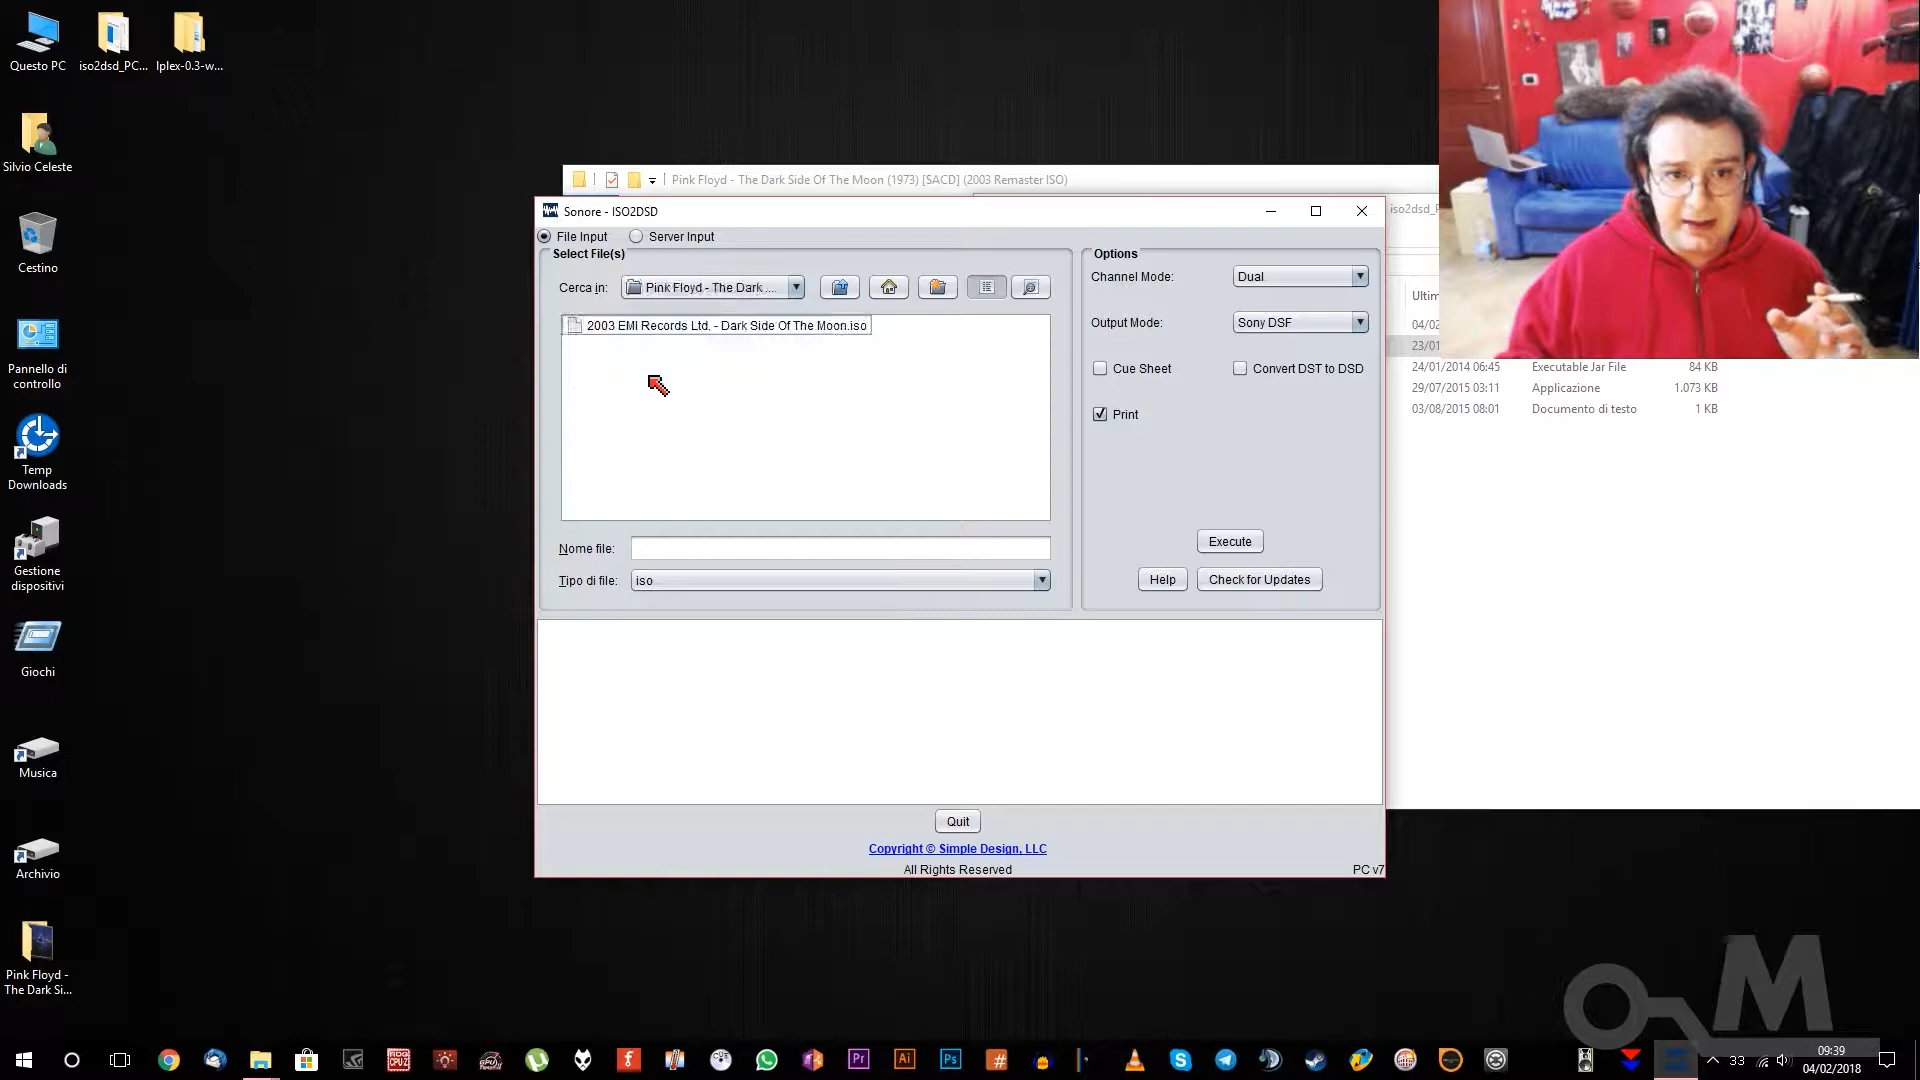 Questo PC
iso2dsd_PC...
Iplex-0.3-w...
Silvio Celeste
Cestino
Pannello di
controllo
Temp
Downloads
Gestione
dispositivi
Giochi
Musica
Archivio
Pink Floyd -
The Dark Si...
Pink Floyd - The Dark Side Of The Moon (1973) [SACD] (2003 Remaster ISO)
Sonore - ISO2DSD
File Input
Server Input
Select File(s)
Cerca in:
Pink Floyd - The Dark ...
2003 EMI Records Ltd. - Dark Side Of The Moon.iso
Nome file:
Tipo di file:
iso
Options
Channel Mode:
Dual
Output Mode:
Sony DSF
Cue Sheet
Convert DST to DSD
Print
Execute
Help
Check for Updates
Quit
Copyright © Simple Design, LLC
All Rights Reserved
PC v7
Ultim
04/02
23/01
24/01/2014 06:45 Executable Jar File 84 KB
29/07/2015 03:11 Applicazione 1.073 KB
03/08/2015 08:01 Documento di testo 1 KB
M
Pr
Ai
Ps
33
09:39
04/02/2018